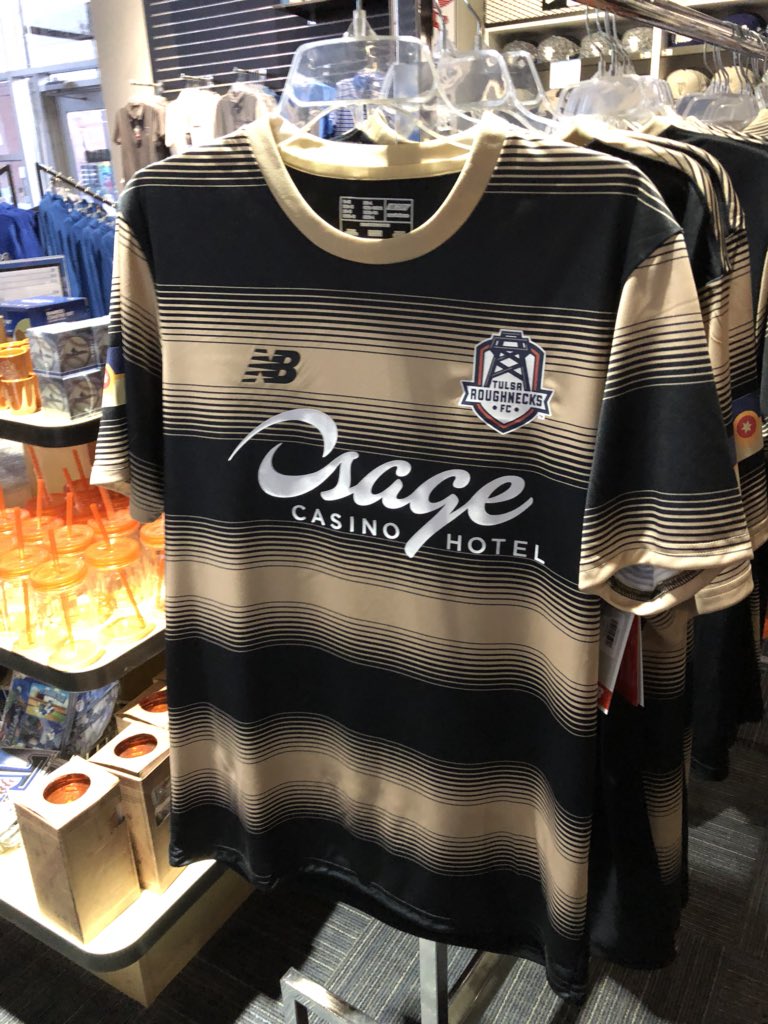 NB
TULSA
ROUGHNECKS
FC
Osage
CASINO HOTEL